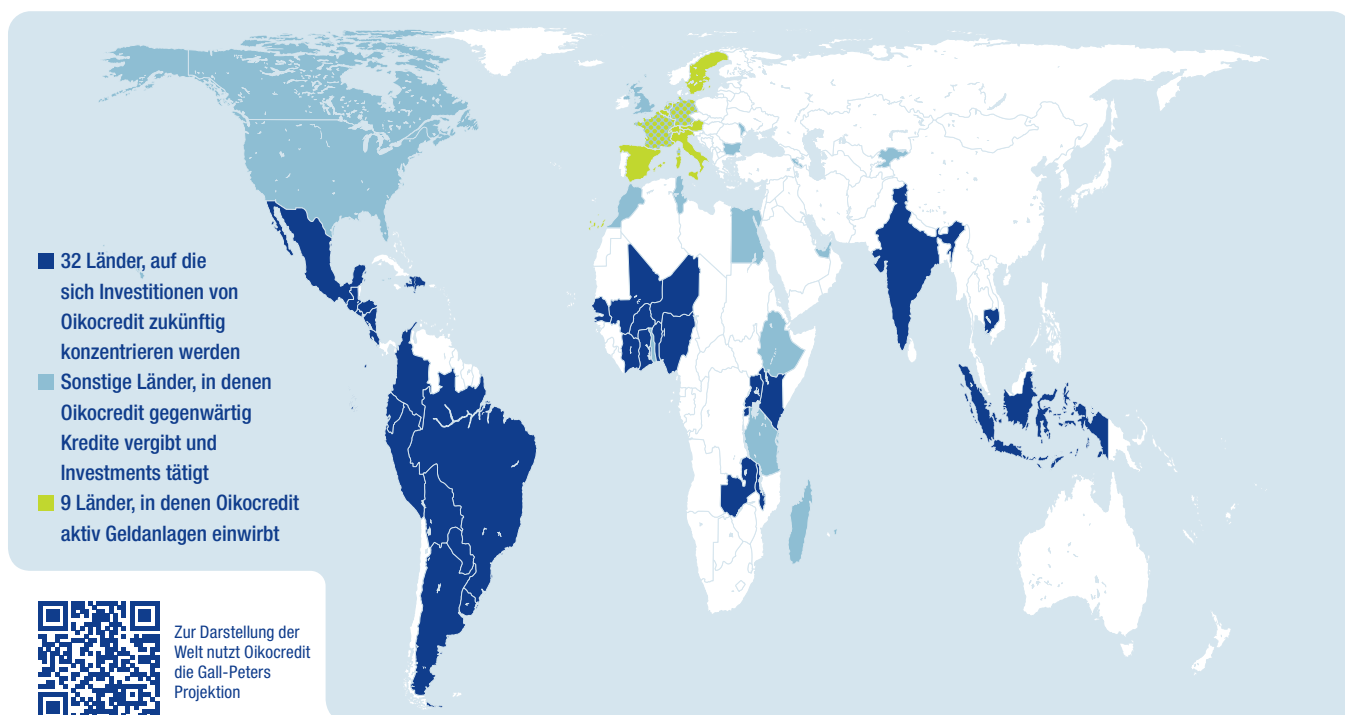 32 Länder, auf die
sich Investitionen von
Oikocredit zukünftig
konzentrieren werden
Sonstige Länder, in denen
Oikocredit gegenwärtig
Kredite vergibt und
Investments tätigt
9 Länder, in denen Oikocredit
aktiv Geldanlagen einwirbt
Zur Darstellung der
Welt nutzt Oikocredit
die Gall-Peters
Projektion